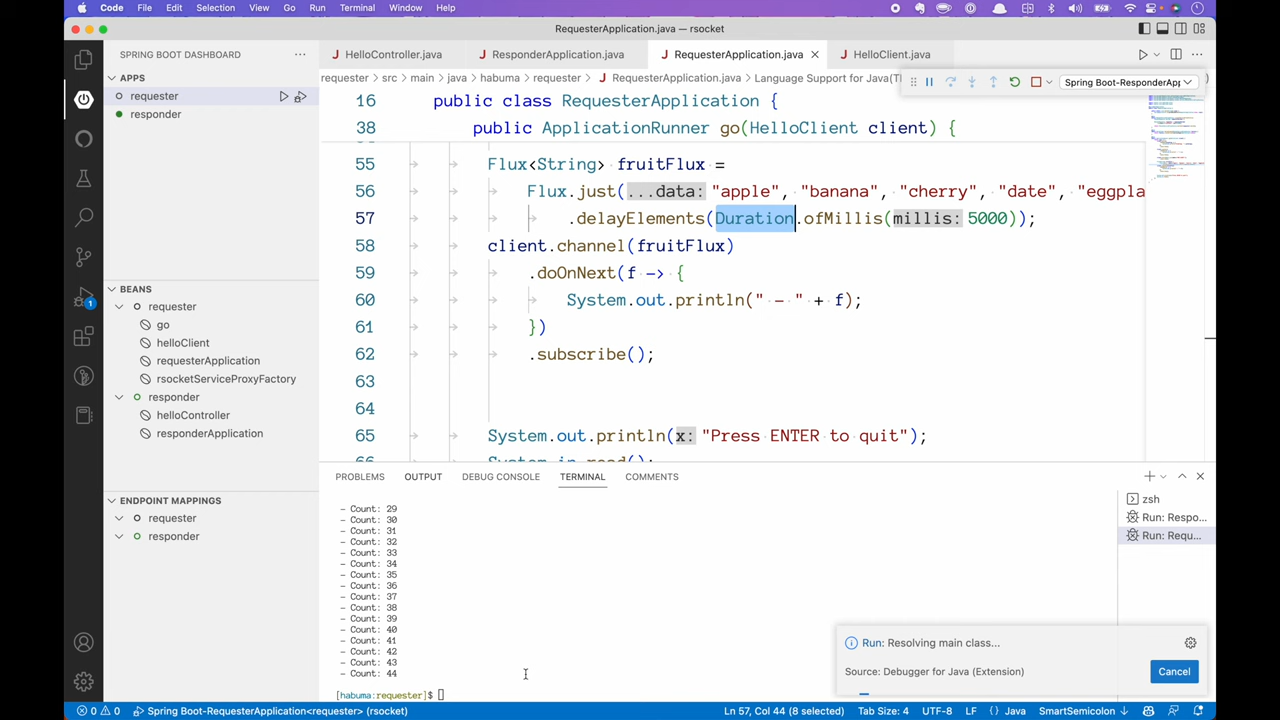 Code File Edit Selection View Go Run Terminal Window Help
RequesterApplication.java — rsocket
SPRING BOOT DASHBOARD
HelloController.java
ResponderApplication.java
RequesterApplication.java
HelloClient.java
APPS
requester
responder
requester > src > main > java > habuma > requester > RequesterApplication.java > Language Support for Java(T
Spring Boot-ResponderApp
16 public class RequesterApplication {
38 public ApplicationRunner go(HelloClient client) {
55 Flux<String> fruitFlux =
56 Flux.just(...data: "apple", "banana", "cherry", "date", "eggpla
57 .delayElements(Duration.ofMillis(millis: 5000));
58 client.channel(fruitFlux)
59 .doOnNext(f -> {
60 System.out.println(" - " + f);
61 })
62 .subscribe();
63
64
65 System.out.println(x: "Press ENTER to quit");
66 System.in.read();
BEANS
requester
go
helloClient
requesterApplication
rsocketServiceProxyFactory
responder
helloController
responderApplication
ENDPOINT MAPPINGS
requester
responder
1
PROBLEMS OUTPUT DEBUG CONSOLE TERMINAL COMMENTS
- Count: 29
- Count: 30
- Count: 31
- Count: 32
- Count: 33
- Count: 34
- Count: 35
- Count: 36
- Count: 37
- Count: 38
- Count: 39
- Count: 40
- Count: 41
- Count: 42
- Count: 43
- Count: 44
[habuma:requester]$
zsh
Run: Respo...
Run: Requ...
Run: Resolving main class...
Source: Debugger for Java (Extension)
Cancel
0 0 Spring Boot-RequesterApplication<requester> (rsocket) Ln 57, Col 44 (8 selected) Tab Size: 4 UTF-8 LF Java SmartSemicolon